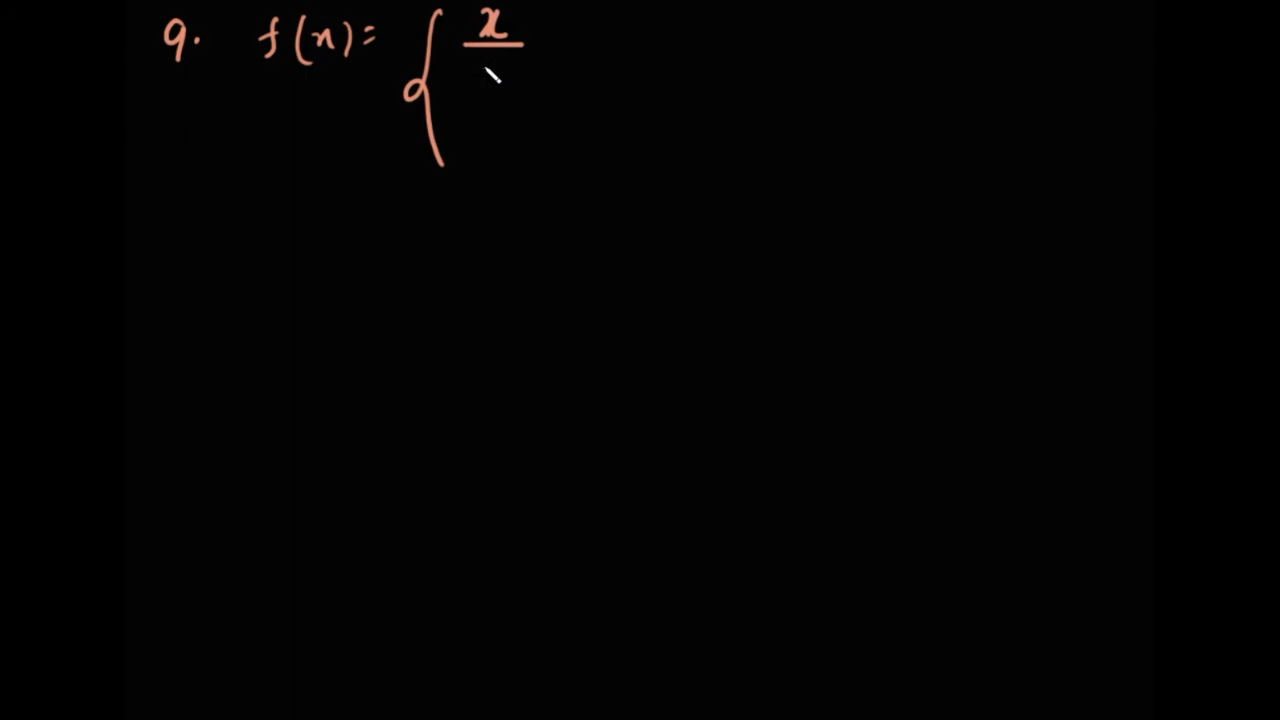 9. f(x) = { x